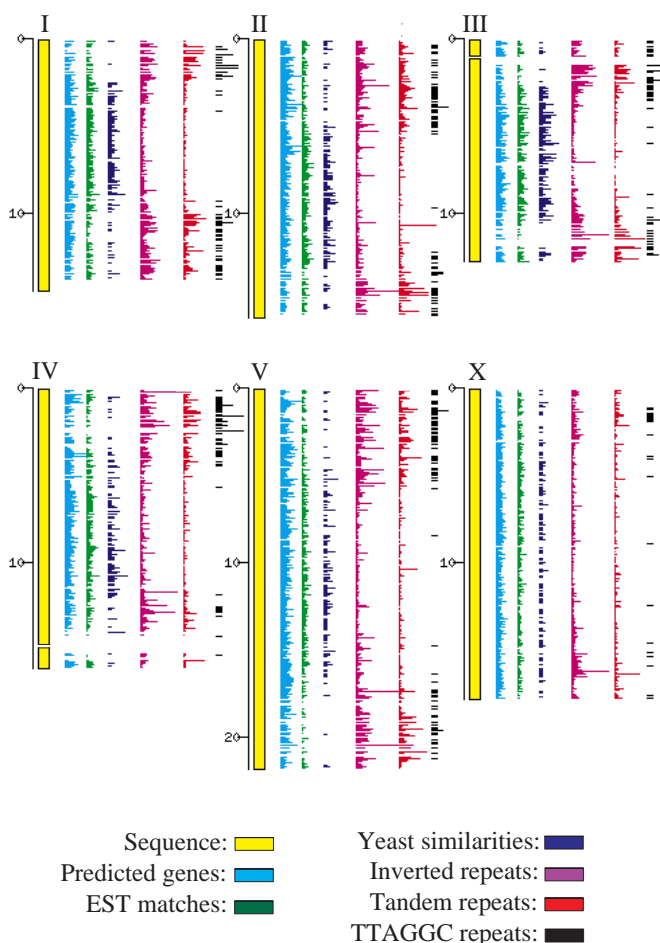 I
II
III
0
0
0
10
10
10
IV
V
X
0
0
0
10
10
10
20
Sequence:
Predicted genes:
EST matches:
Yeast similarities:
Inverted repeats:
Tandem repeats:
TTAGGC repeats: